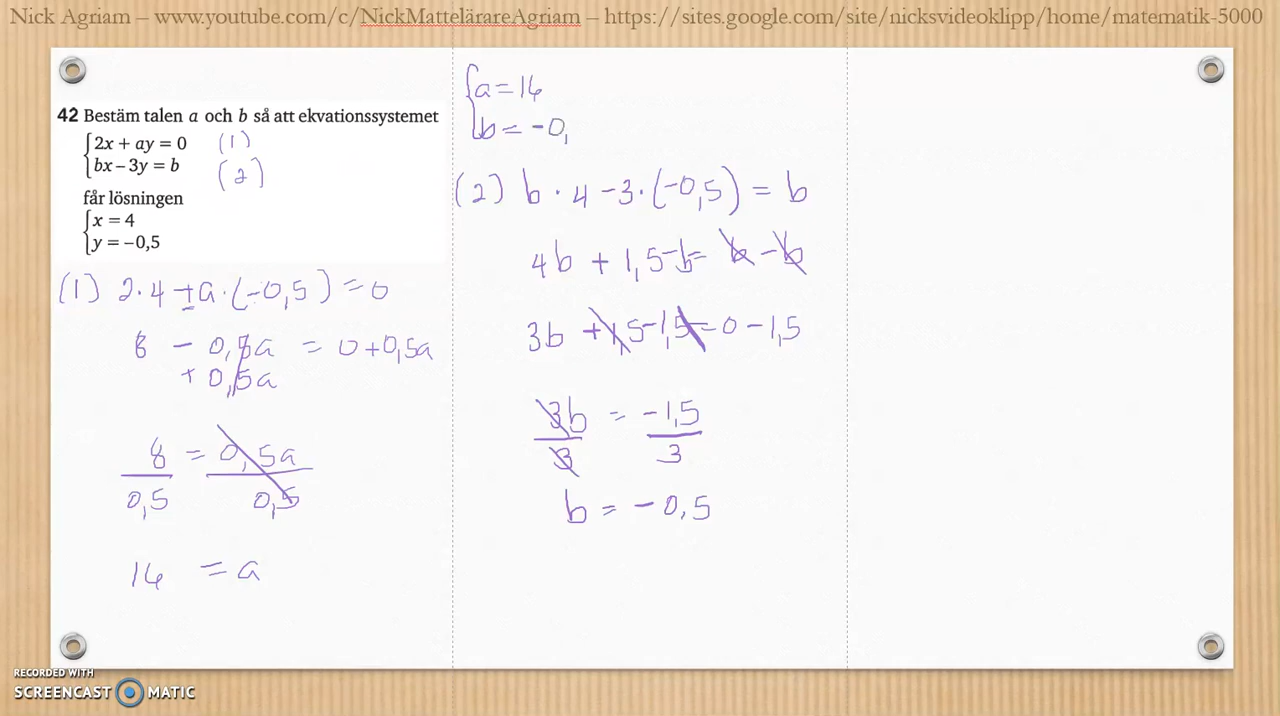 Nick Agriam – www.youtube.com/c/NickMattelärareAgriam – https://sites.google.com/site/nicksvideoklipp/home/matematik-5000
42 Bestäm talen a och b så att ekvationssystemet
2x + ay = 0 (1)
bx – 3y = b (2)
får lösningen
x = 4
y = –0,5
(1) 2·4 + a·(-0,5) = 0
8 - 0,5a = 0 + 0,5a
+ 0,5a
8 = 0,5a
0,5 0,5
16 = a
a = 16
b = -0,
(2) b·4 - 3·(-0,5) = b
4b + 1,5 - b = b - b
3b + 1,5 - 1,5 = 0 - 1,5
3b = -1,5
3 3
b = -0,5
RECORDED WITH
SCREENCAST MATIC